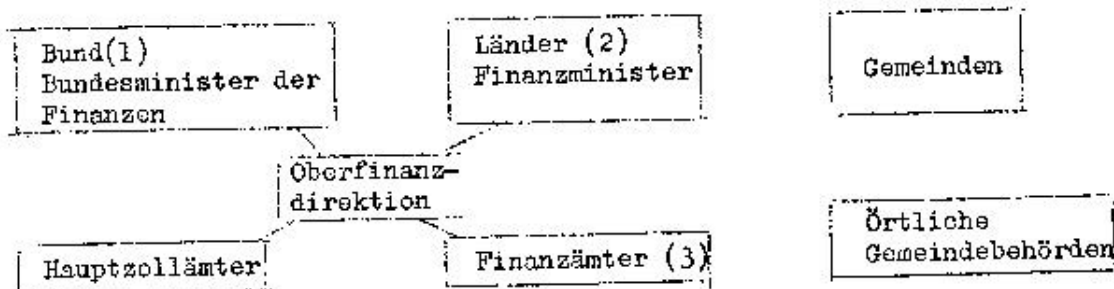 Bund(1)
Bundesminister der
Finanzen
Länder (2)
Finanzminister
Gemeinden
Oberfinanz-
direktion
Hauptzollämter
Finanzämter (3)
Örtliche
Gemeindebehörden